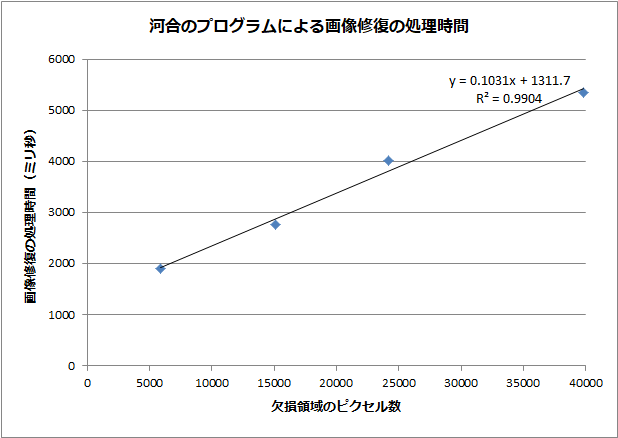 河合のプログラムによる画像修復の処理時間
y = 0.1031x + 1311.7
R² = 0.9904
6000
5000
4000
3000
2000
1000
0
画像修復の処理時間（ミリ秒）
0 5000 10000 15000 20000 25000 30000 35000 40000
欠損領域のピクセル数